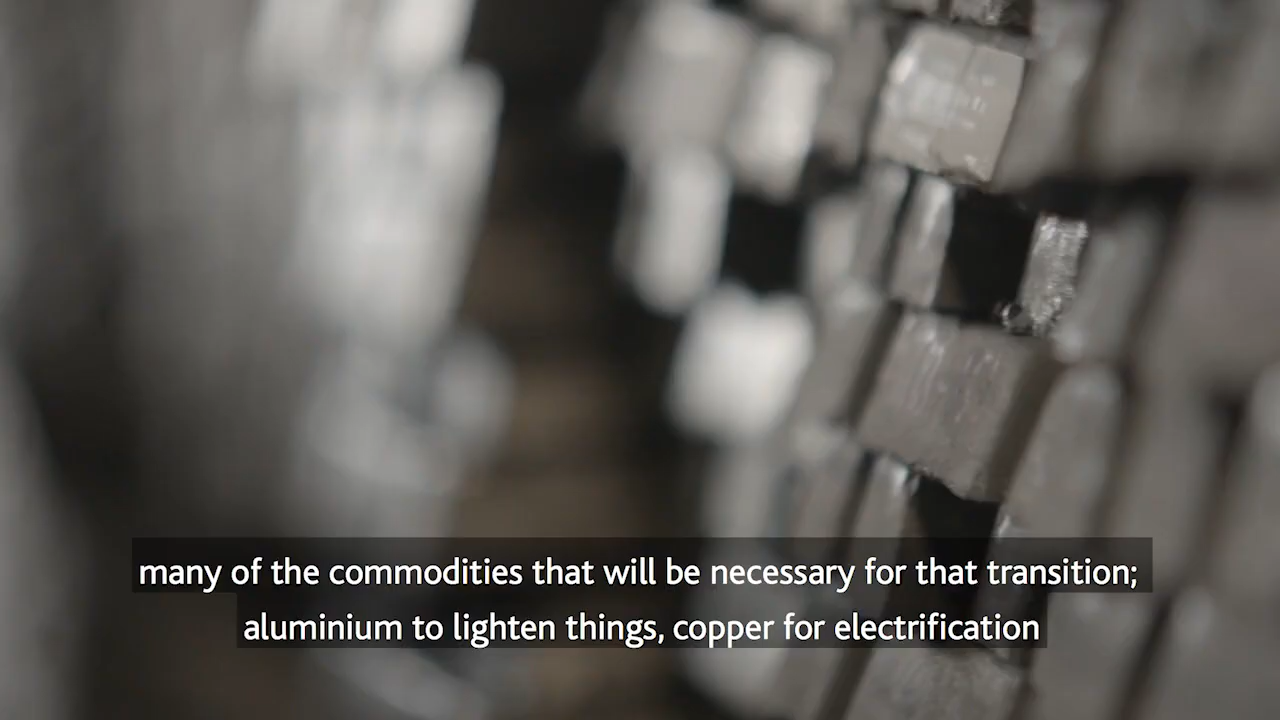 many of the commodities that will be necessary for that transition;
aluminium to lighten things, copper for electrification